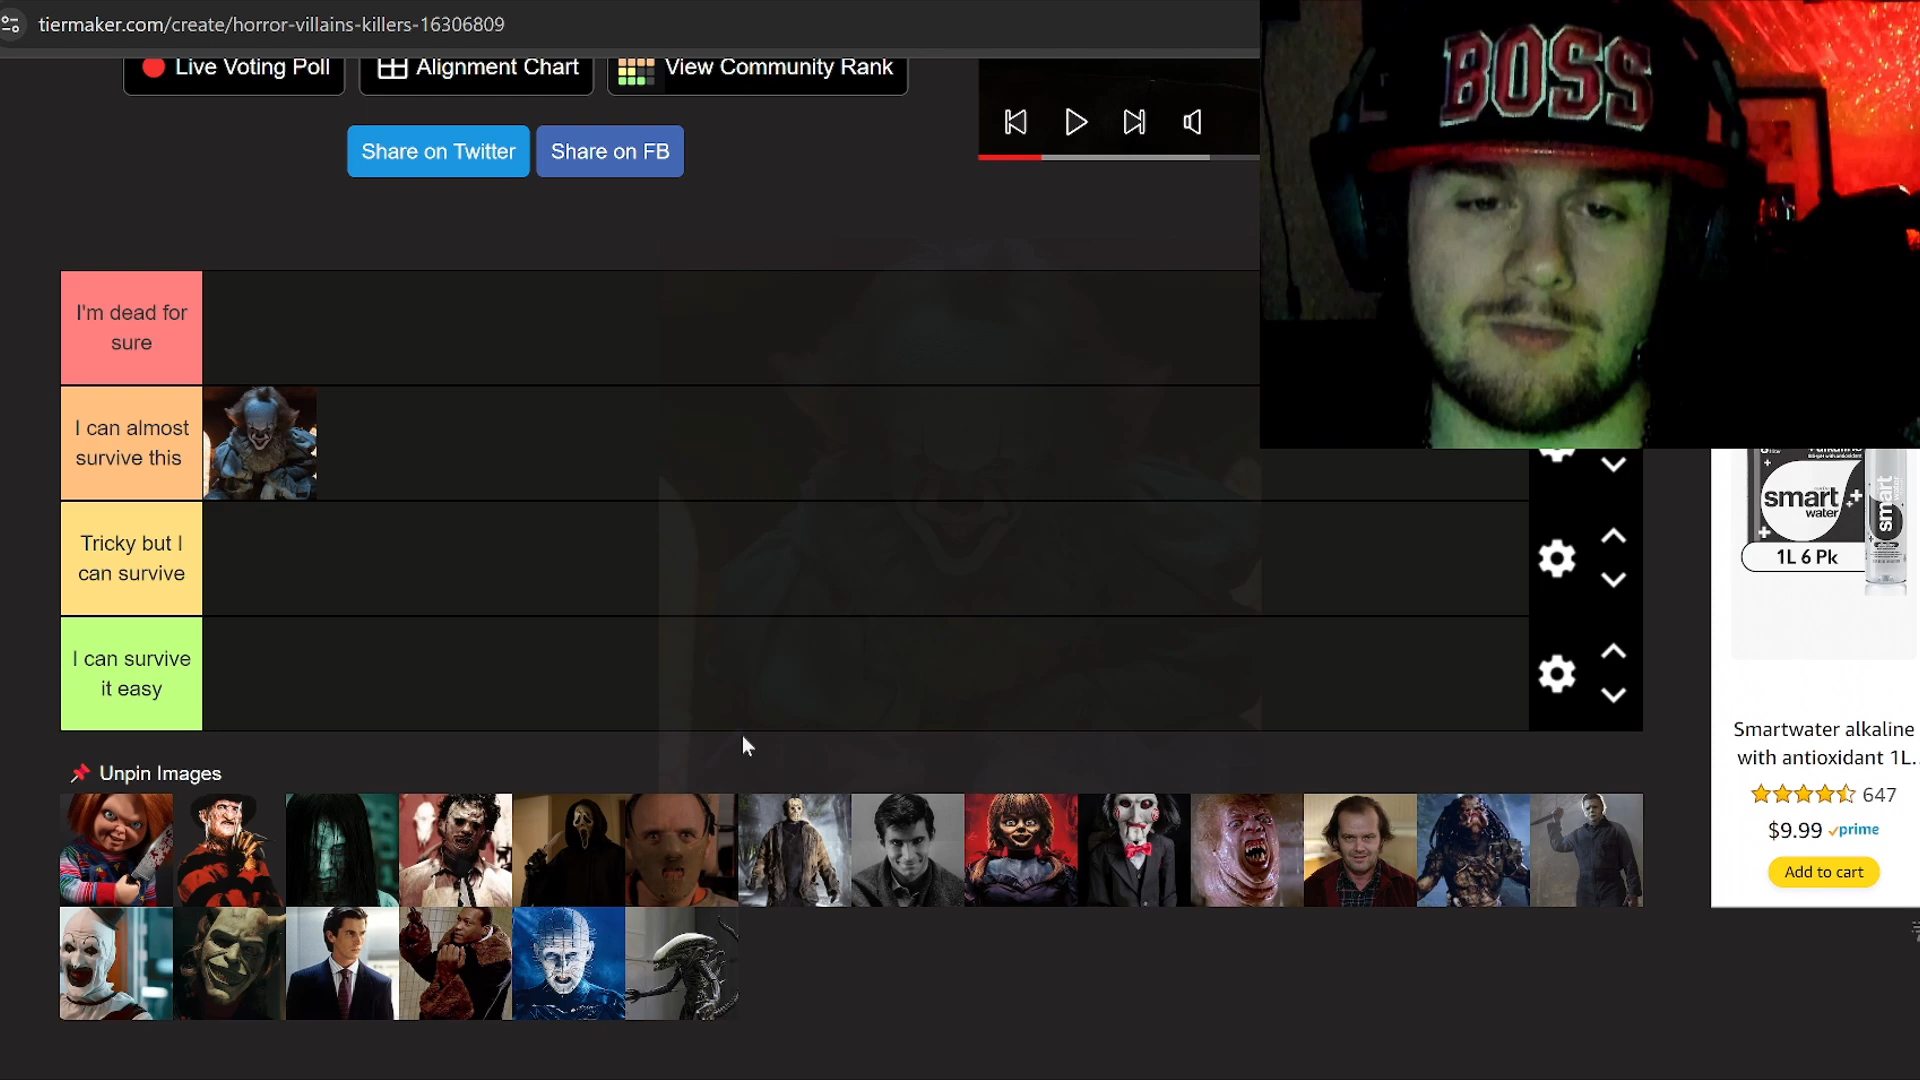 tiermaker.com/create/horror-villains-killers-16306809
Live Voting Poll
Alignment Chart
View Community Rank
Share on Twitter
Share on FB
BOSS
I'm dead for
sure
I can almost
survive this
Tricky but I
can survive
I can survive
it easy
smart
water
smart
water
1L 6 Pk
Unpin Images
Smartwater alkaline
with antioxidant 1L..
647
$9.99 prime
Add to cart